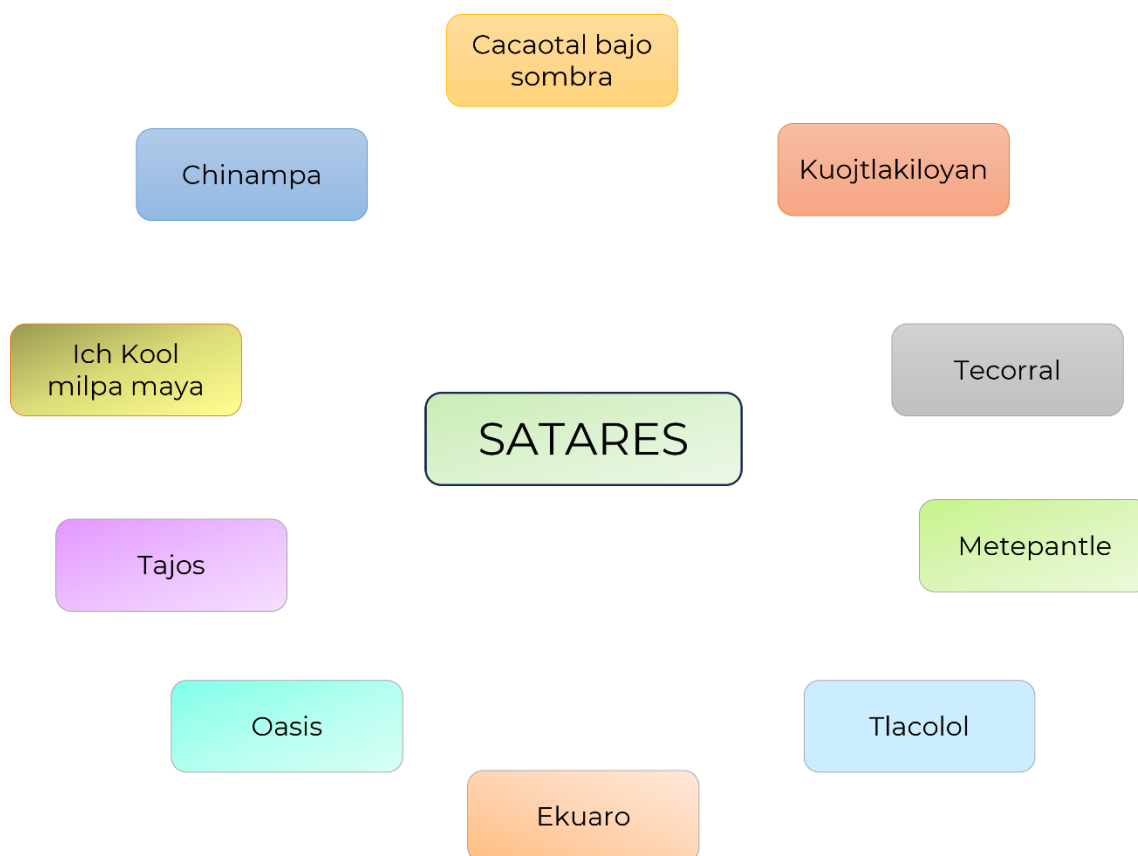 Cacaotal bajo
sombra
Chinampa
Kuojtlakiloyan
Ich Kool
milpa maya
Tecorral
SATARES
Tajos
Metepantle
Oasis
Tlacolol
Ekuaro